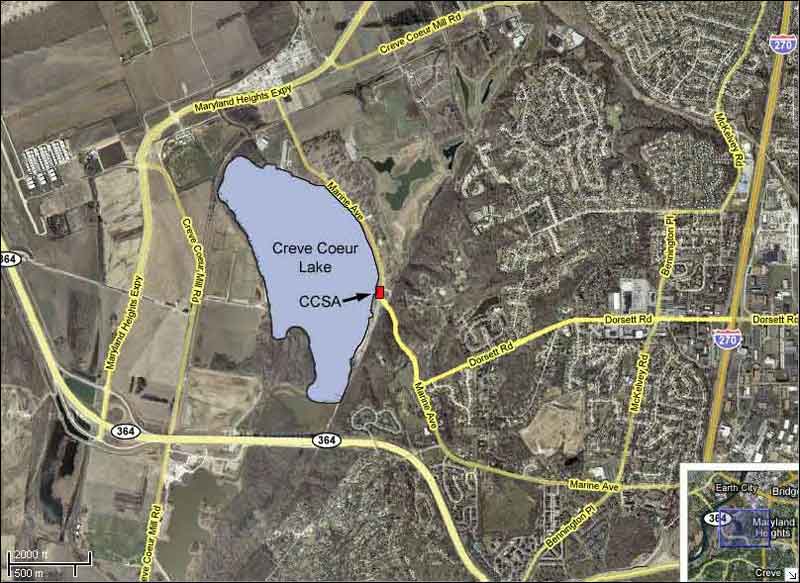 Creve Coeur Mill Rd
270
Maryland Heights Expy
McKelvey Rd
Marine Ave
Bennington Pl
Creve Coeur Mill Rd
Creve Coeur
Lake
364
CCSA
Maryland Heights Expy
Dorsett Rd
Dorsett Rd
270
Dorsett Rd
McKelvey Rd
Marine Ave
364
364
Marine Ave
Bennington Pl
eve Coeur Mill Rd
2000 ft
500 m
Earth City
Bridge
364
Maryland
Heights
Creve